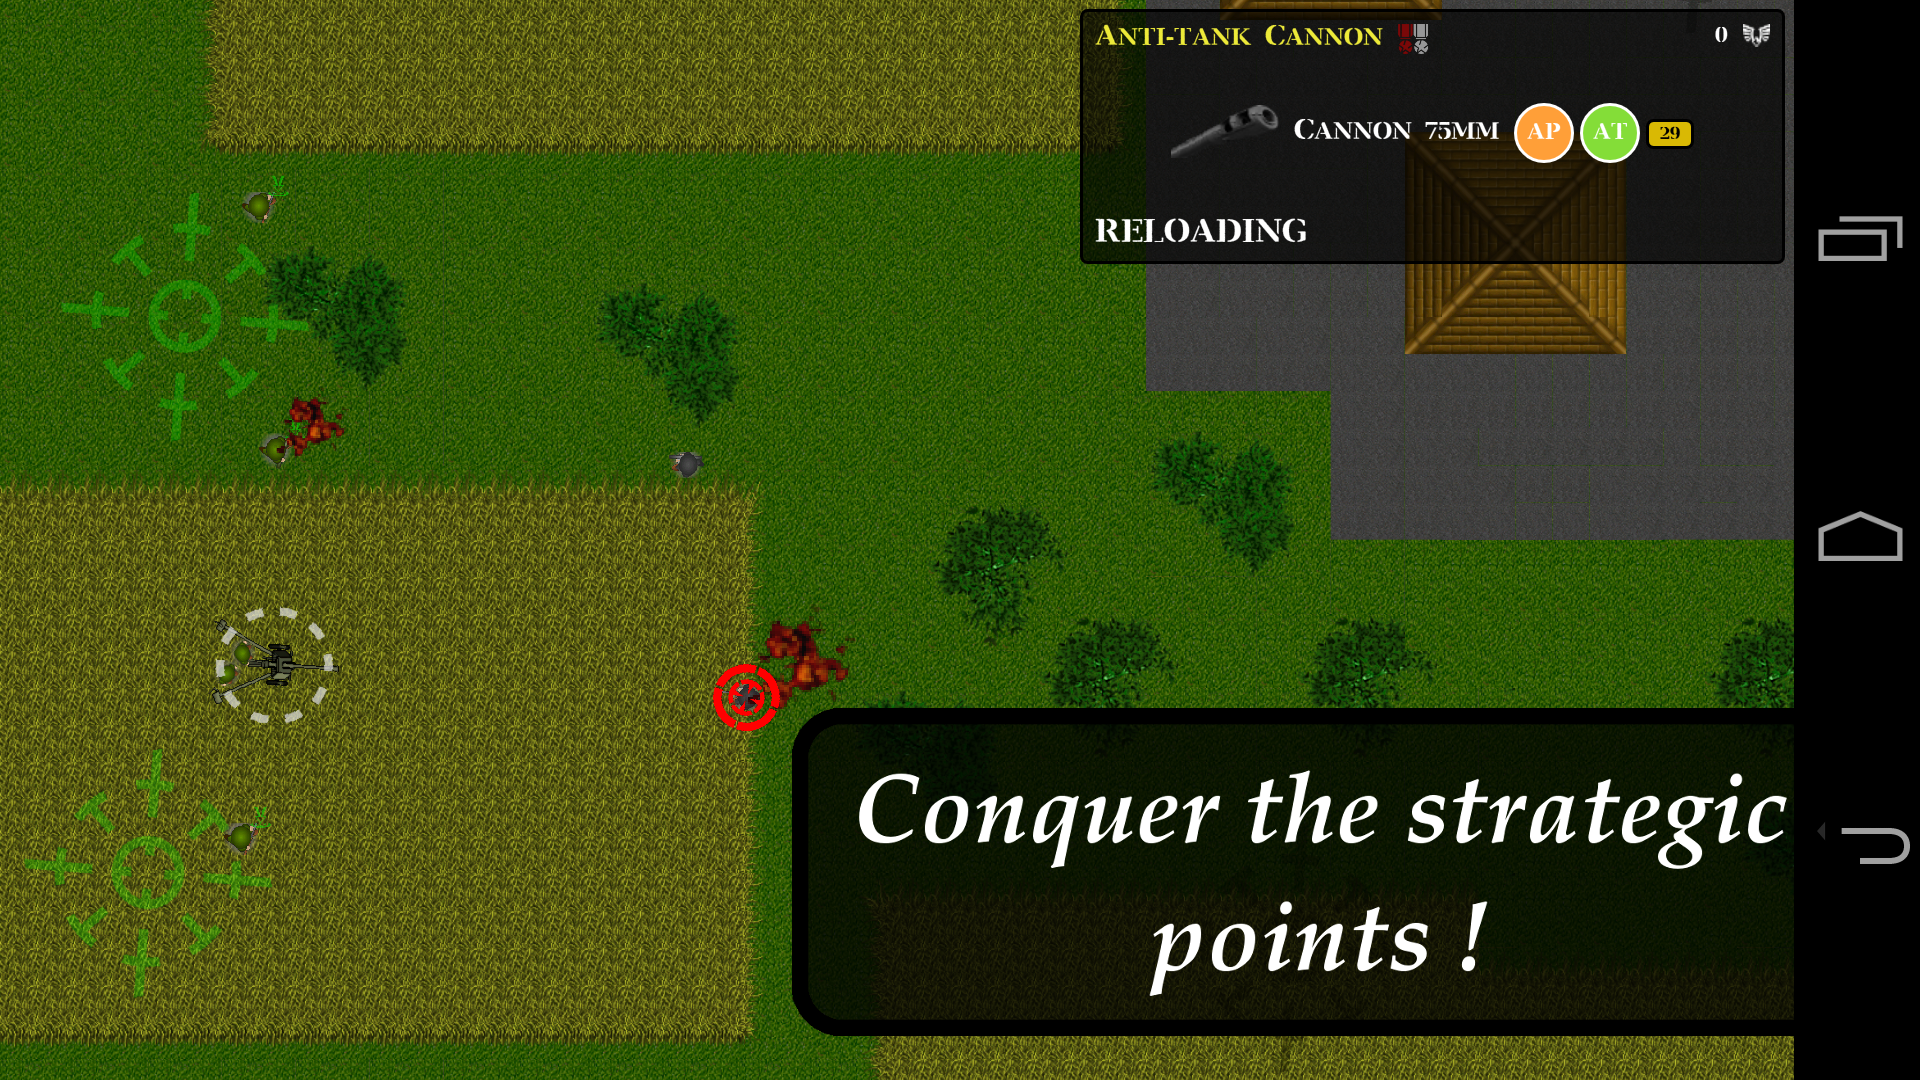 Anti-tank Cannon 0
Cannon 75mm AP AT 29
RELOADING
Conquer the strategic
points !